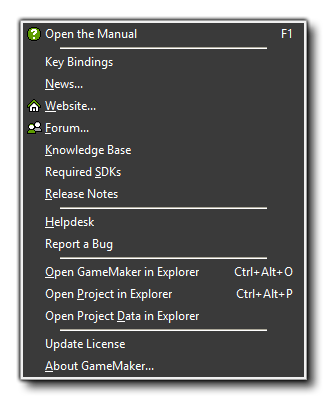 Open the Manual F1
Key Bindings
News...
Website...
Forum...
Knowledge Base
Required SDKs
Release Notes
Helpdesk
Report a Bug
Open GameMaker in Explorer Ctrl+Alt+O
Open Project in Explorer Ctrl+Alt+P
Open Project Data in Explorer
Update License
About GameMaker...